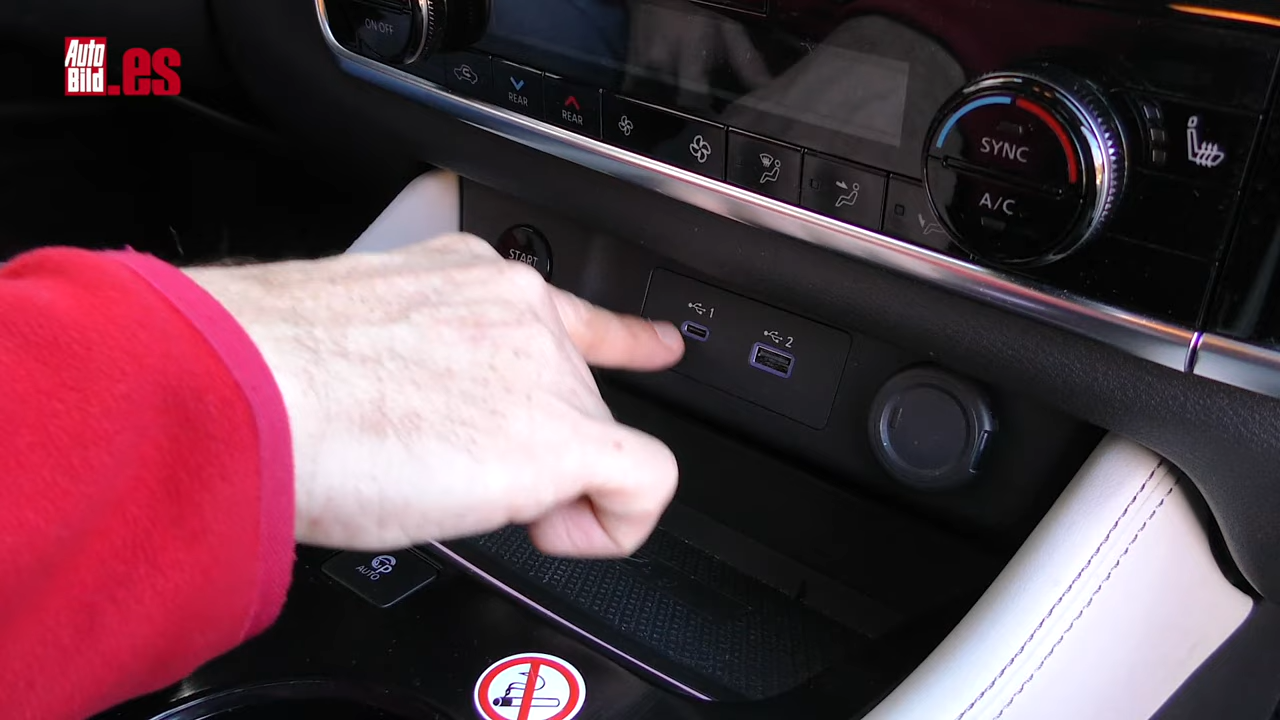 Auto
Bild
.es
ON OFF
REAR
REAR
SYNC
A/C
START
1
2
AUTO
P